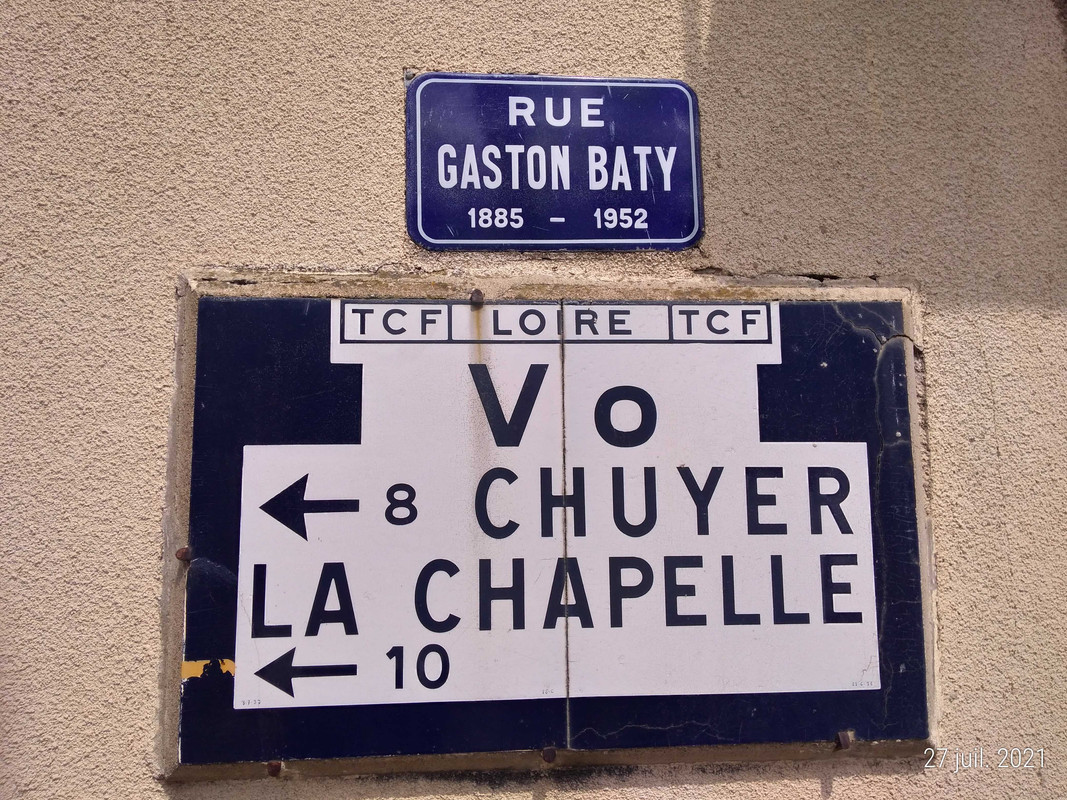 RUE
GASTON BATY
1885 – 1952
TCF LOIRE TCF
Vo
← 8 CHUYER
LA CHAPELLE
← 10
27 juil. 2021